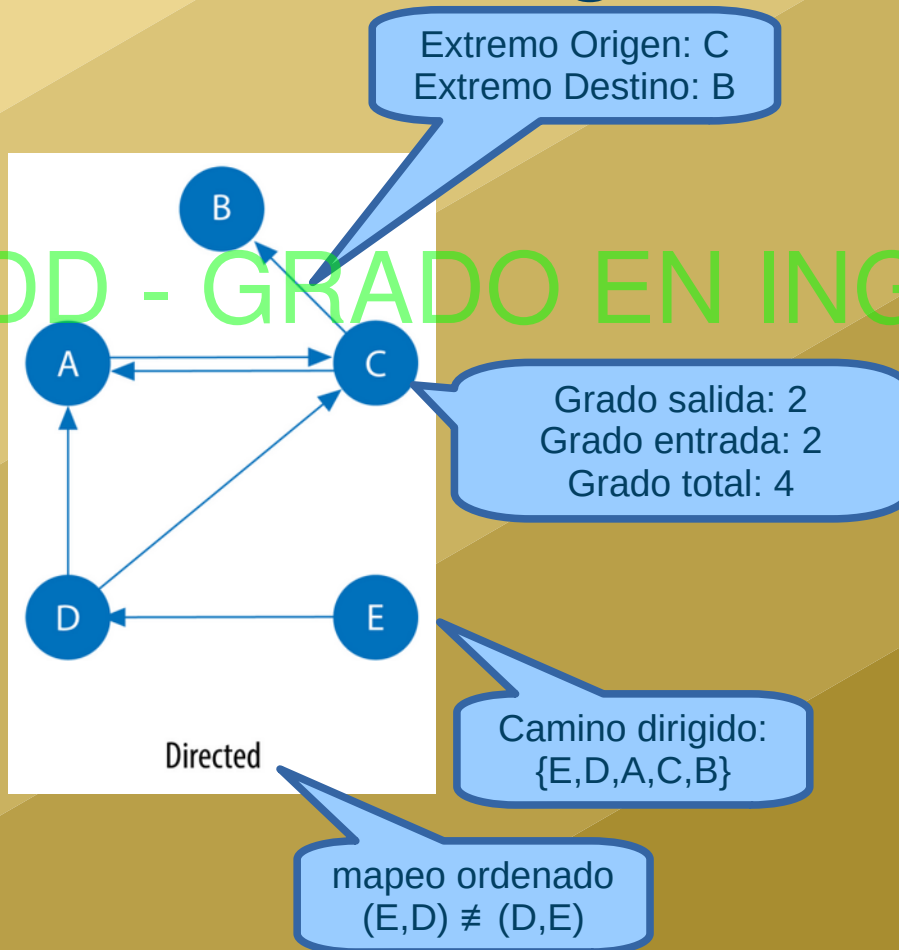 Extremo Origen: C
Extremo Destino: B
B
DD - GRADO EN ING
A
C
Grado salida: 2
Grado entrada: 2
Grado total: 4
D
E
Camino dirigido:
{E,D,A,C,B}
Directed
mapeo ordenado
(E,D) ≢ (D,E)